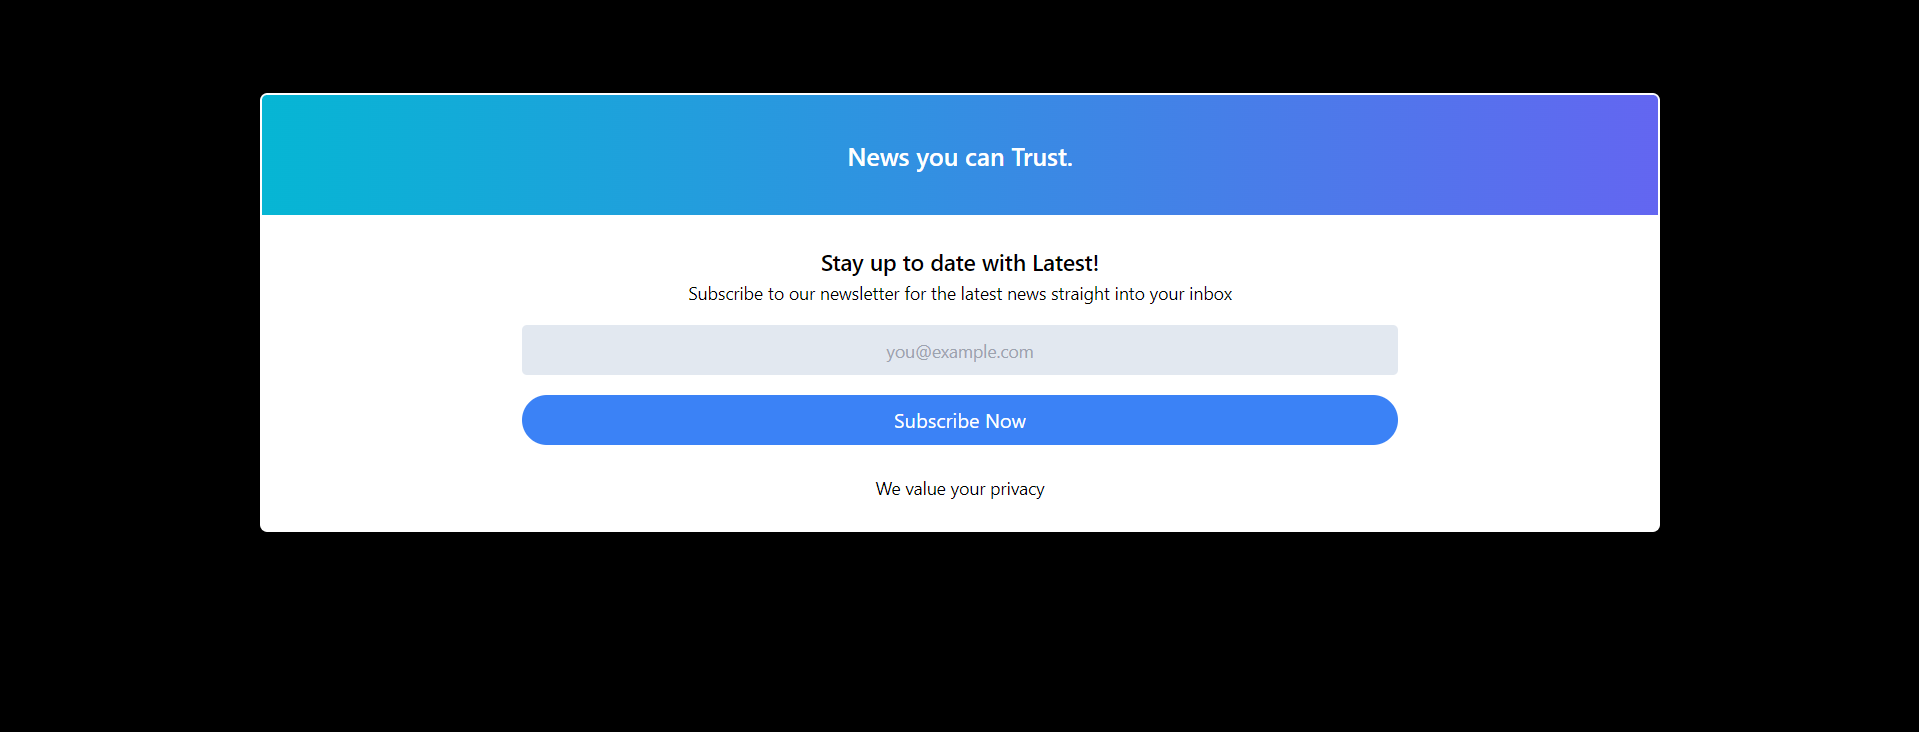 News you can Trust.
Stay up to date with Latest!
Subscribe to our newsletter for the latest news straight into your inbox
you@example.com
Subscribe Now
We value your privacy